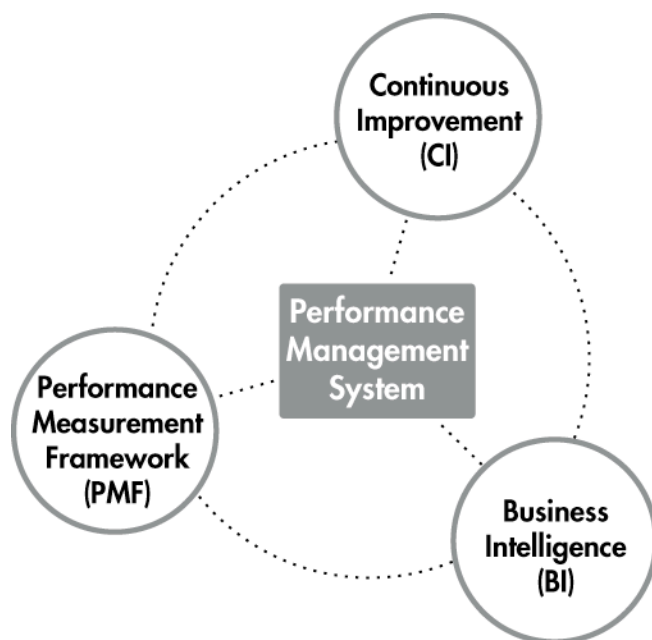 Continuous
Improvement
(CI)
Performance
Management
System
Performance
Measurement
Framework
(PMF)
Business
Intelligence
(BI)